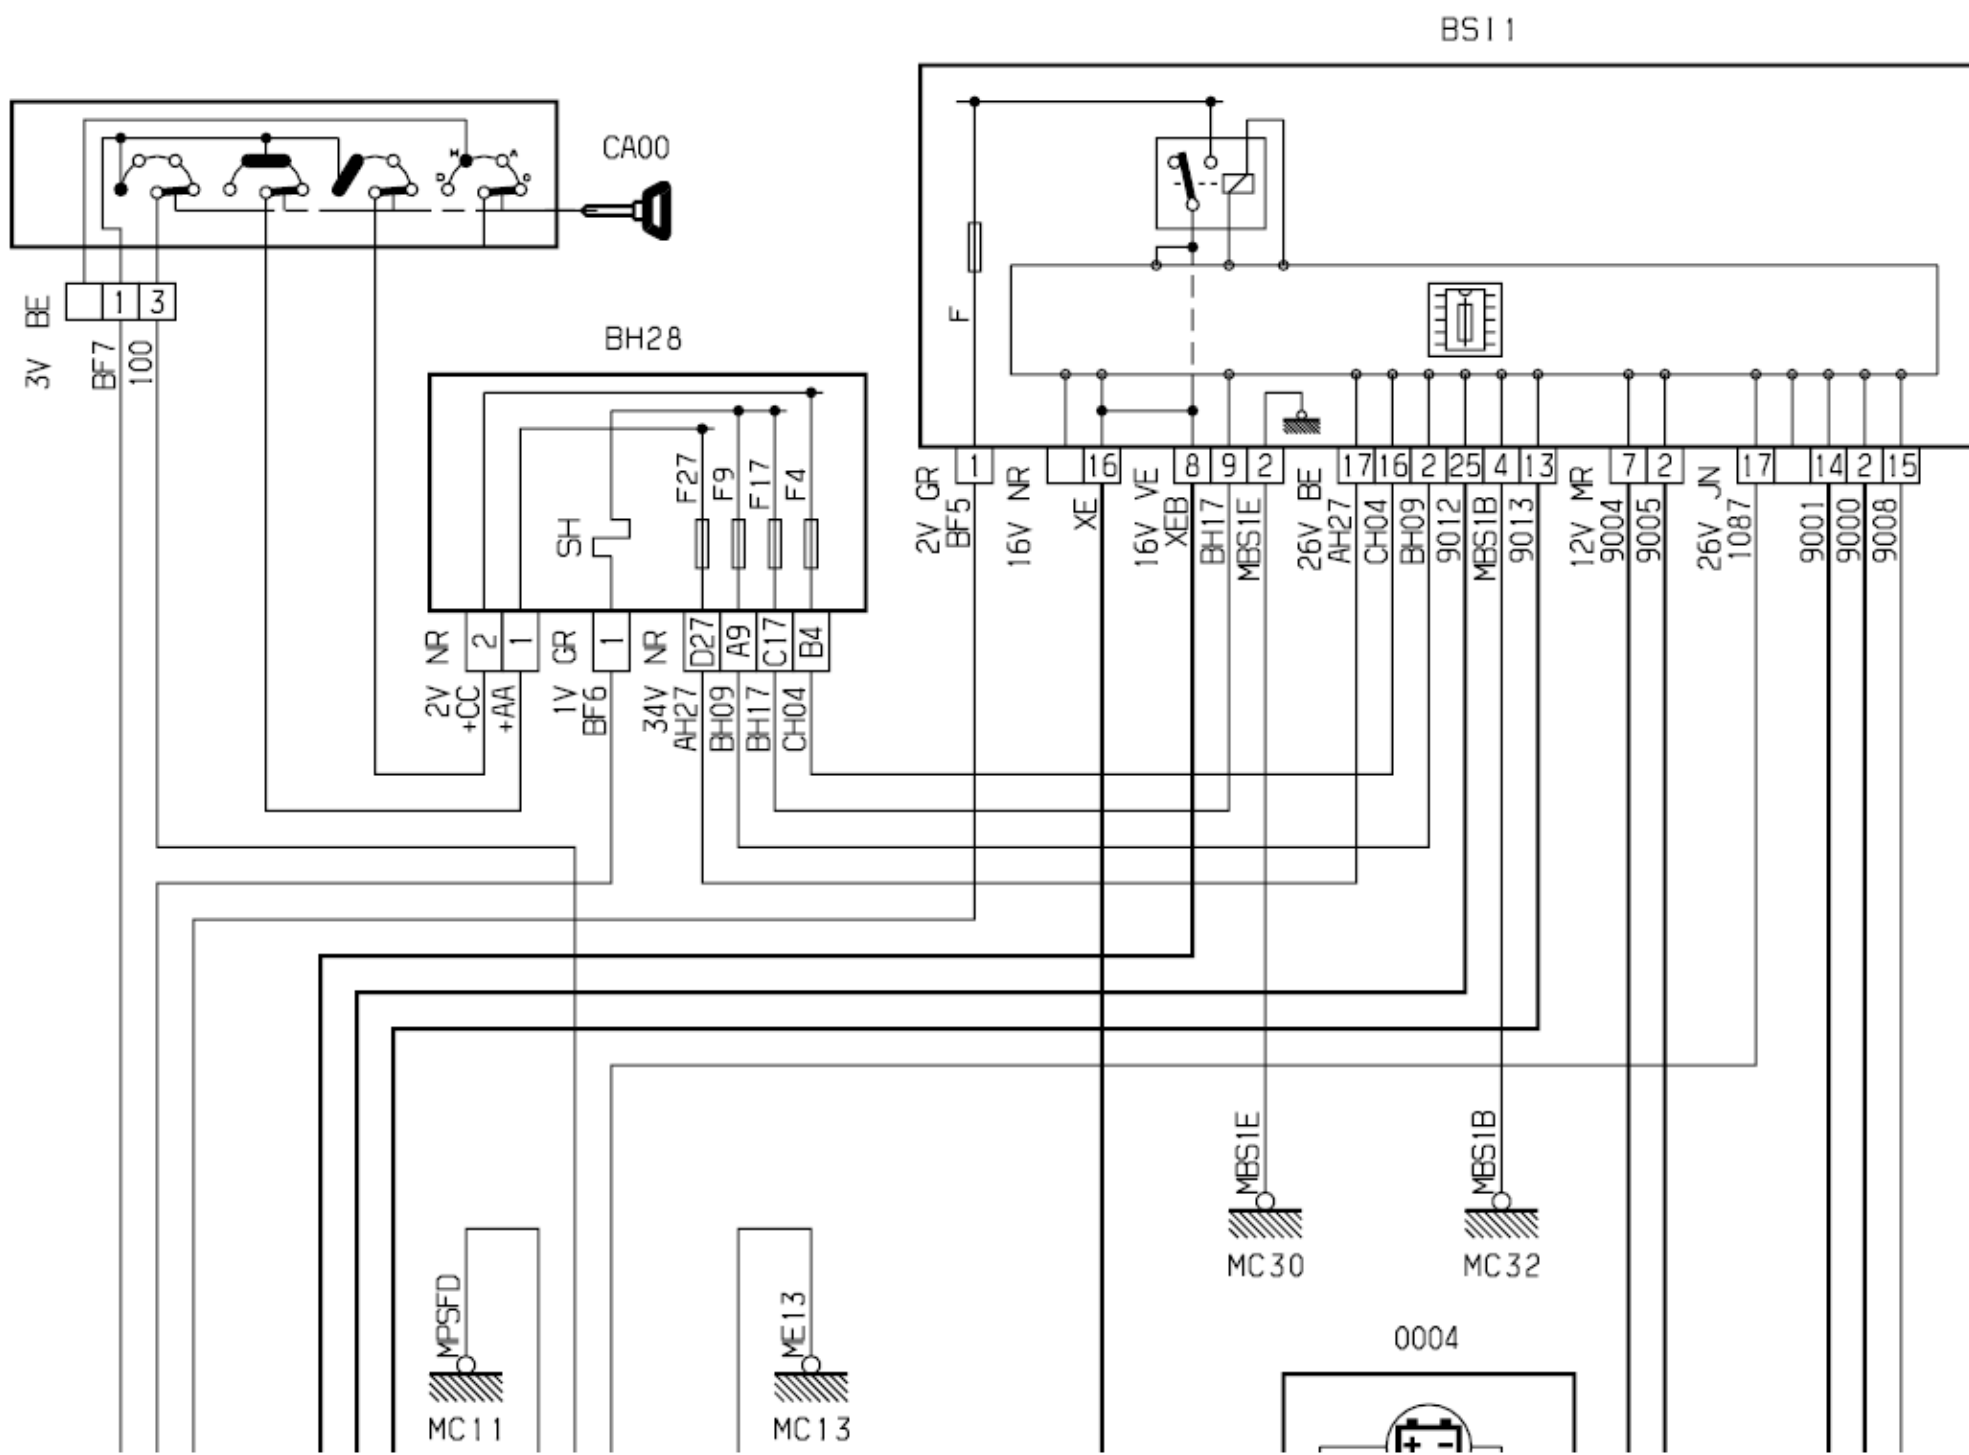 BSI1
CA00
M A
D O
3V BE
1 3
BF7
100
BH28
F27
F9
F17
F4
SH
2V NR
2 1
+CC
+AA
1V GR
1
BF6
34V NR
D27 A9 C17 B4
AH27
BH09
BH17
CH04
F
2V GR
1
BF5
16V NR
16
XE
16V VE
8 9 2
XEB
BH17
MBS1E
26V BE
17 16 2 25 4 13
AH27
CH04
BH09
9012
MBS1B
9013
12V MR
7 2
9004
9005
26V JN
17 14 2 15
1087
9001
9000
9008
MBS1E
MC30
MBS1B
MC32
MPSFD
MC11
ME13
MC13
0004
+ −